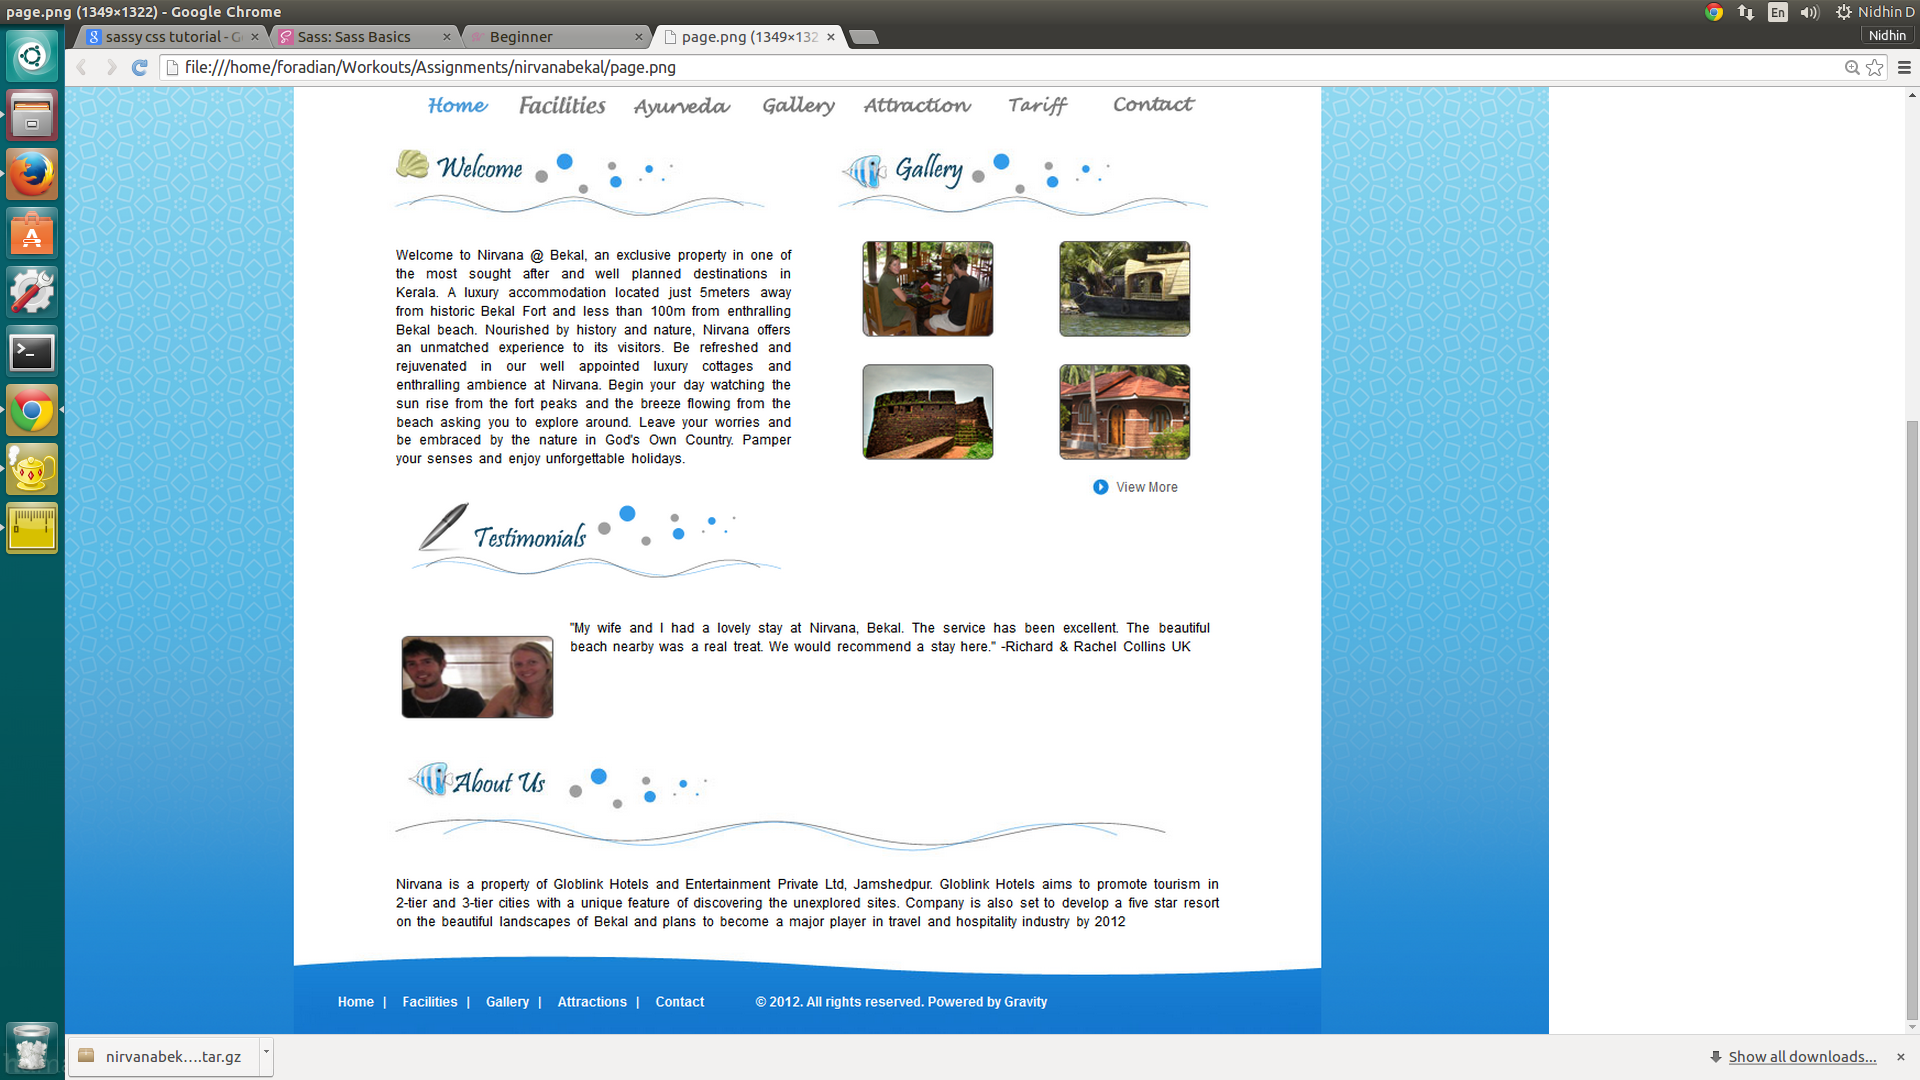 page.png (1349×1322) - Google Chrome
En
Nidhin D
sassy css tutorial - G
Sass: Sass Basics
Beginner
page.png (1349×132
Nidhin
file:///home/foradian/Workouts/Assignments/nirvanabekal/page.png
Home Facilities Ayurveda Gallery Attraction Tariff Contact
Welcome
Gallery
Welcome to Nirvana @ Bekal, an exclusive property in one of
the most sought after and well planned destinations in
Kerala. A luxury accommodation located just 5meters away
from historic Bekal Fort and less than 100m from enthralling
Bekal beach. Nourished by history and nature, Nirvana offers
an unmatched experience to its visitors. Be refreshed and
rejuvenated in our well appointed luxury cottages and
enthralling ambience at Nirvana. Begin your day watching the
sun rise from the fort peaks and the breeze flowing from the
beach asking you to explore around. Leave your worries and
be embraced by the nature in God's Own Country. Pamper
your senses and enjoy unforgettable holidays.
View More
Testimonials
"My wife and I had a lovely stay at Nirvana, Bekal. The service has been excellent. The beautiful
beach nearby was a real treat. We would recommend a stay here." -Richard & Rachel Collins UK
About Us
Nirvana is a property of Globlink Hotels and Entertainment Private Ltd, Jamshedpur. Globlink Hotels aims to promote tourism in
2-tier and 3-tier cities with a unique feature of discovering the unexplored sites. Company is also set to develop a five star resort
on the beautiful landscapes of Bekal and plans to become a major player in travel and hospitality industry by 2012
Home | Facilities | Gallery | Attractions | Contact © 2012. All rights reserved. Powered by Gravity
nirvanabek....tar.gz
Show all downloads...